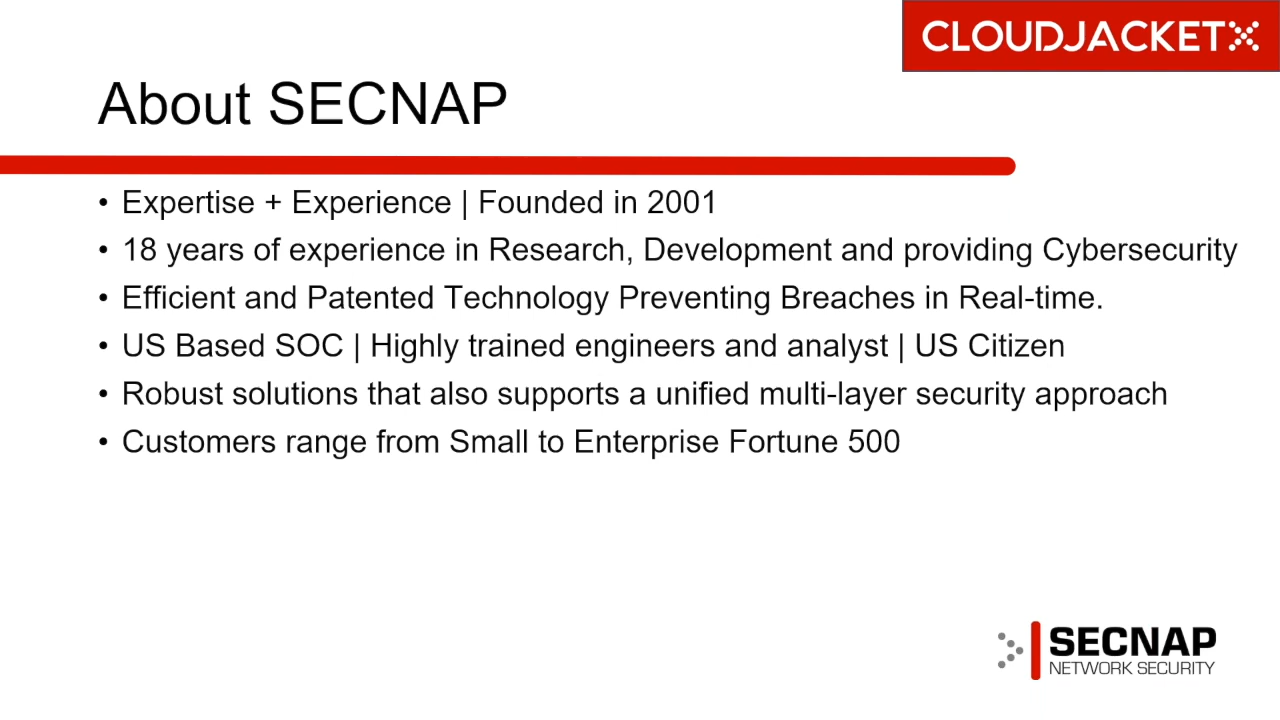 CLOUDJACKETX
About SECNAP
• Expertise + Experience | Founded in 2001
• 18 years of experience in Research, Development and providing Cybersecurity
• Efficient and Patented Technology Preventing Breaches in Real-time.
• US Based SOC | Highly trained engineers and analyst | US Citizen
• Robust solutions that also supports a unified multi-layer security approach
• Customers range from Small to Enterprise Fortune 500
SECNAP
NETWORK SECURITY